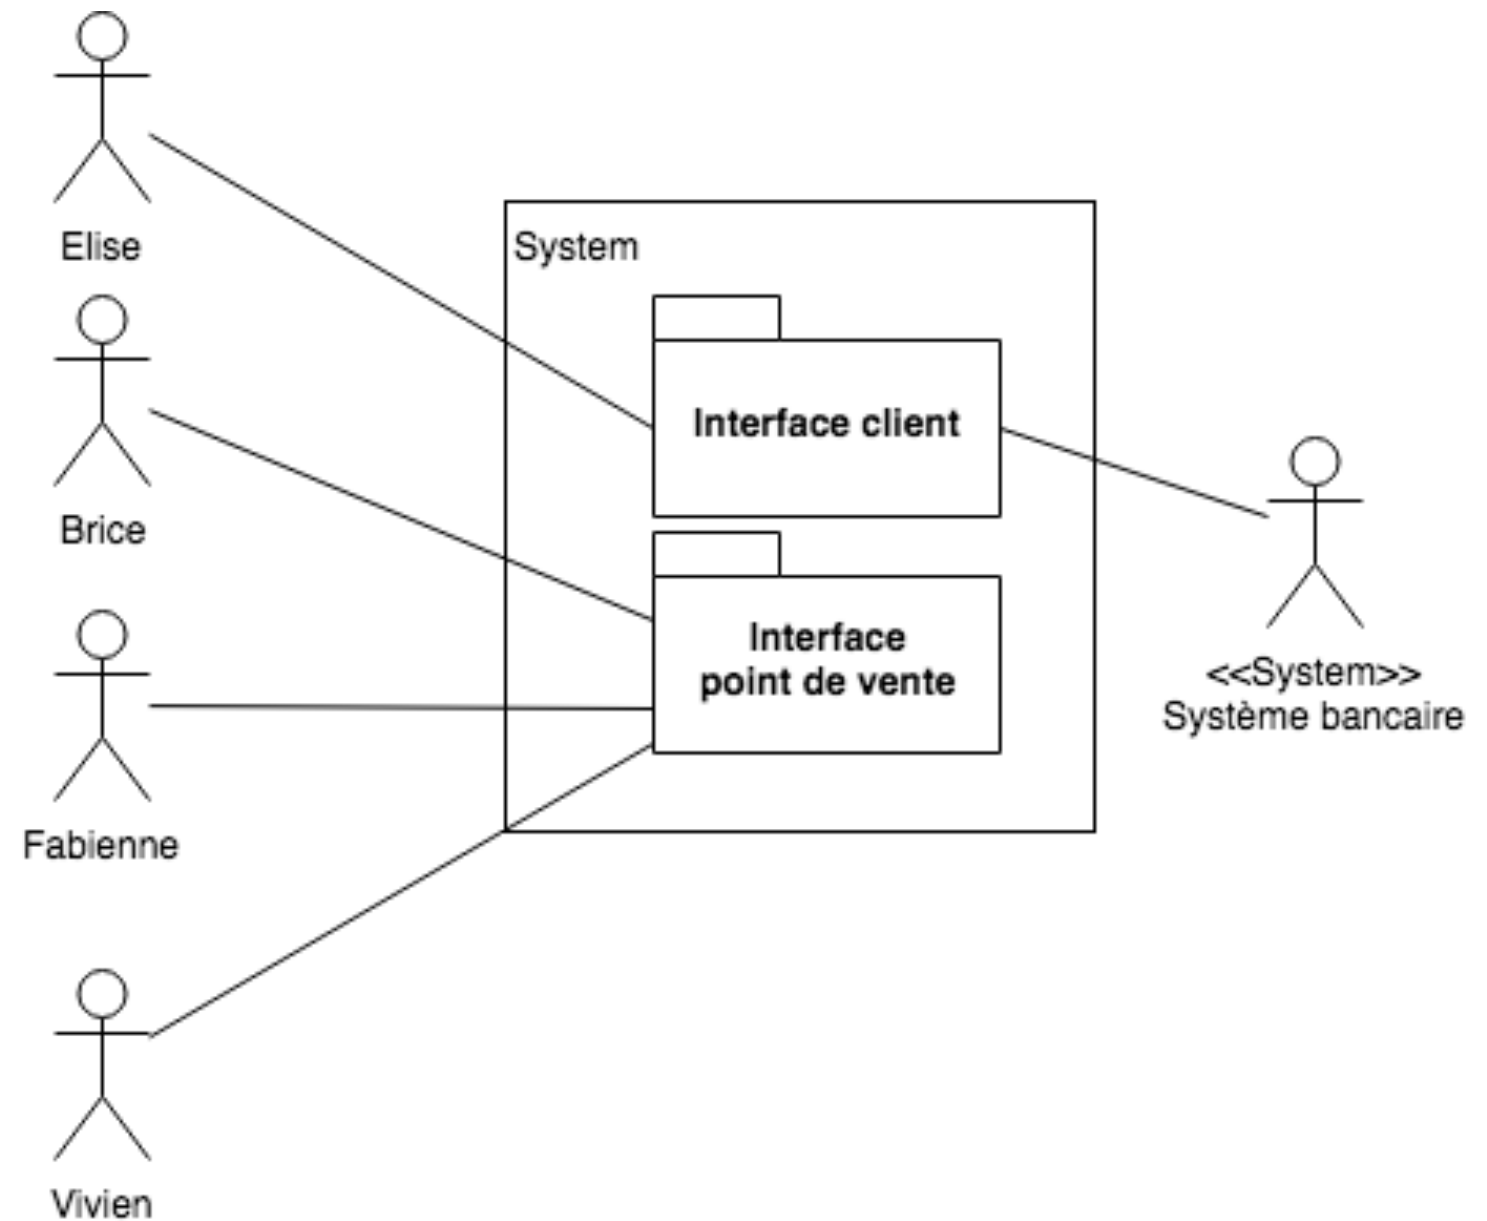 Elise
System
Interface client
Brice
Interface
point de vente
<<System>>
Système bancaire
Fabienne
Vivien